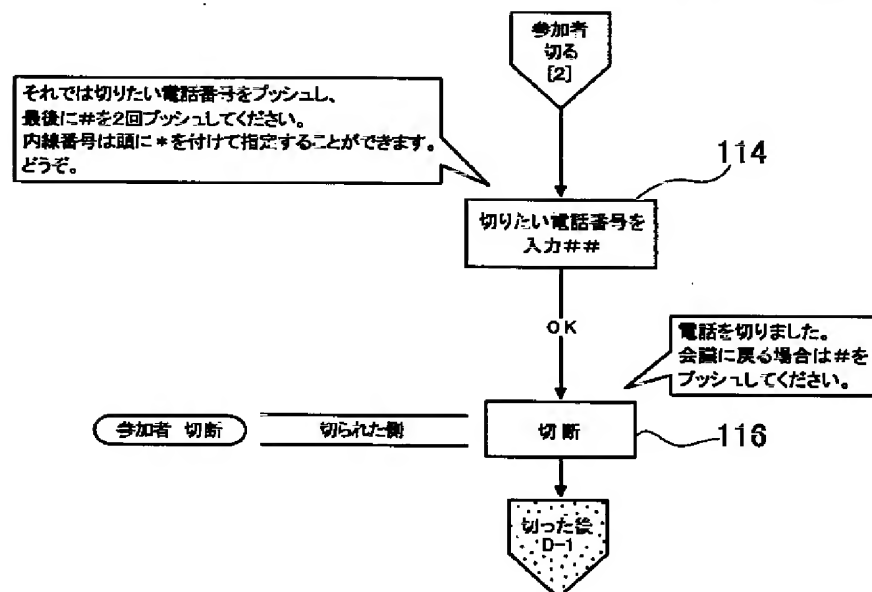 参加者
切る
[2]
それでは切りたい電話番号をプッシュし、
最後に#を2回プッシュしてください。
内線番号は頭に*を付けて指定することができます。
どうぞ。
114
切りたい電話番号を
入力##
OK
電話を切りました。
会議に戻る場合は#を
プッシュしてください。
参加者 切断
切られた側
切断
116
切った後
D-1